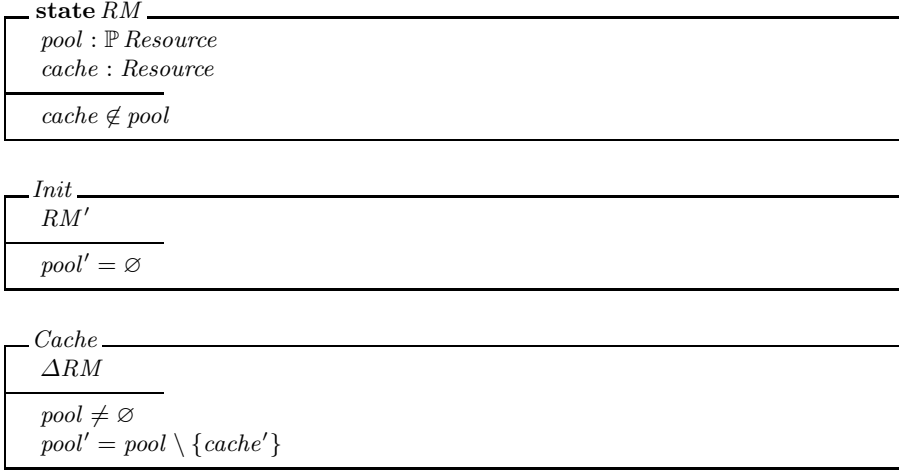 state RM
pool : ℙ Resource
cache : Resource
cache ∉ pool
Init
RM′
pool′ = ∅
Cache
ΔRM
pool ≠ ∅
pool′ = pool \ {cache′}